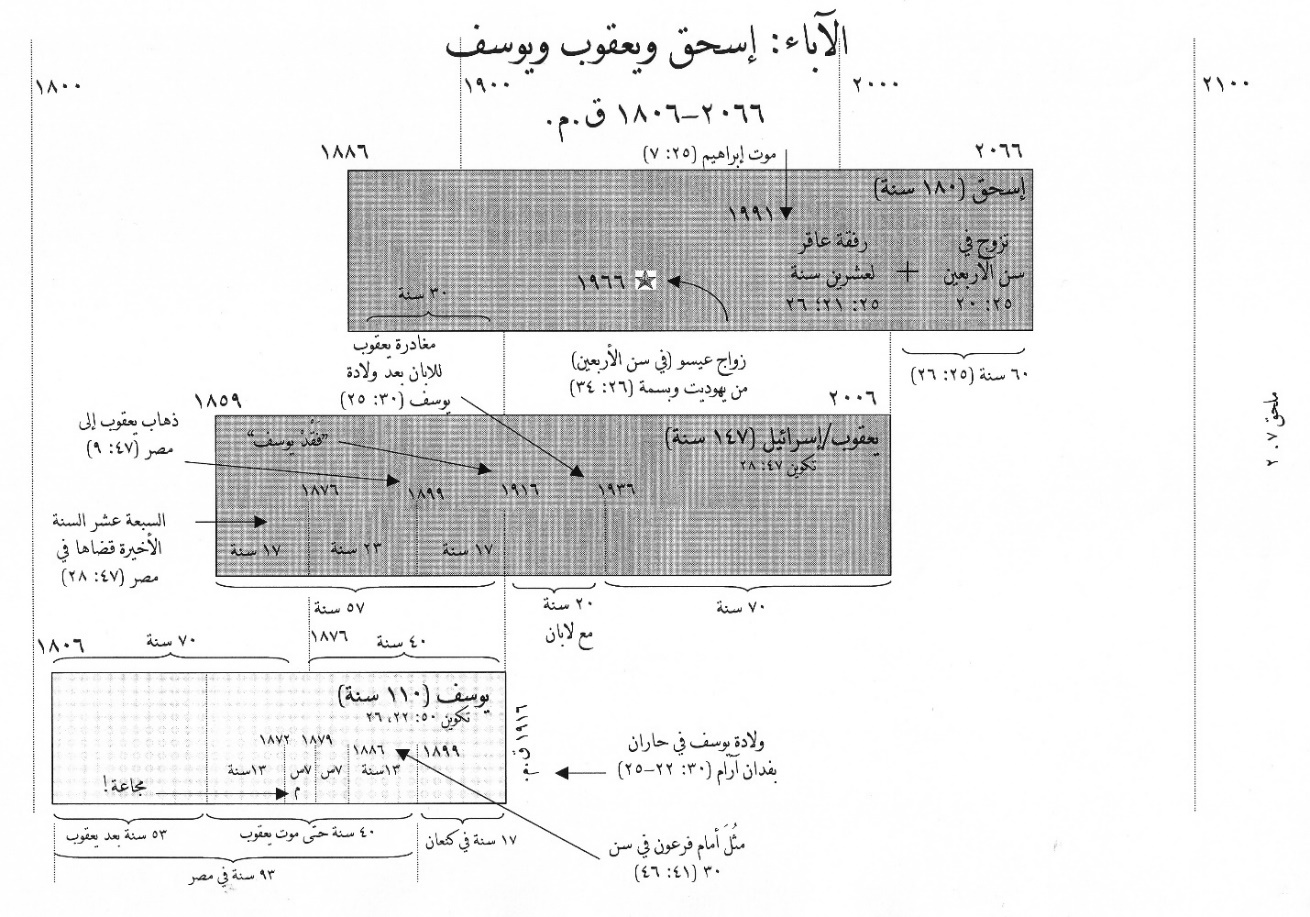 الآباء: إسحق ويعقوب ويوسف
٢٠٦٦–١٨٠٦ ق.م.
٢١٠٠
٢٠٠٠
١٩٠٠
١٨٠٠
٢٠٦٦
موت إبراهيم (٢٥: ٧)
١٨٨٦
إسحق (١٨٠ سنة)
١٩٩١
تزوج في
سن الأربعين
٢٥: ٢٠
+
رفقة عاقر
لعشرين سنة
٢٥: ٢١؛ ٢٦
١٩٦٦
٣٠ سنة
٦٠ سنة (٢٥: ٢٦)
زواج عيسو (في سن الأربعين)
من يهوديت وبسمة (٢٦: ٣٤)
مغادرة يعقوب
للابان بعد ولادة
يوسف (٣٠: ٢٥)
٢٠٠٦
١٨٥٩
يعقوب/إسرائيل (١٤٧ سنة)
تكوين ٤٧: ٢٨
”فَقْدْ يوسف“
ذهاب يعقوب إلى
مصر (٤٧: ٩)
١٩٣٦
١٩١٦
١٨٩٩
١٨٧٦
السبعة عشر السنة
الأخيرة قضاها في
مصر (٤٧: ٢٨)
١٧ سنة
٢٣ سنة
١٧ سنة
٧٠ سنة
٢٠ سنة
مع لابان
٥٧ سنة
١٨٧٦
٤٠ سنة
٧٠ سنة
١٨٠٦
يوسف (١١٠ سنة)
تكوين ٥٠: ٢٢، ٢٦
١٨٩٩
١٨٨٦
١٨٧٩
١٨٧٢
١٣سنة
٧س
٧س
١٣سنة
م
مجاعة!
١٩١٦ ق.م.
ولادة يوسف في حاران
بفدان آرام (٣٠: ٢٢–٢٥)
١٧ سنة في كنعان
٤٠ سنة حتى موت يعقوب
٥٣ سنة بعد يعقوب
٩٣ سنة في مصر
مُثُلَ أمام فرعون في سن
٣٠ (٤١: ٤٦)
ملحق ٢.٠٧